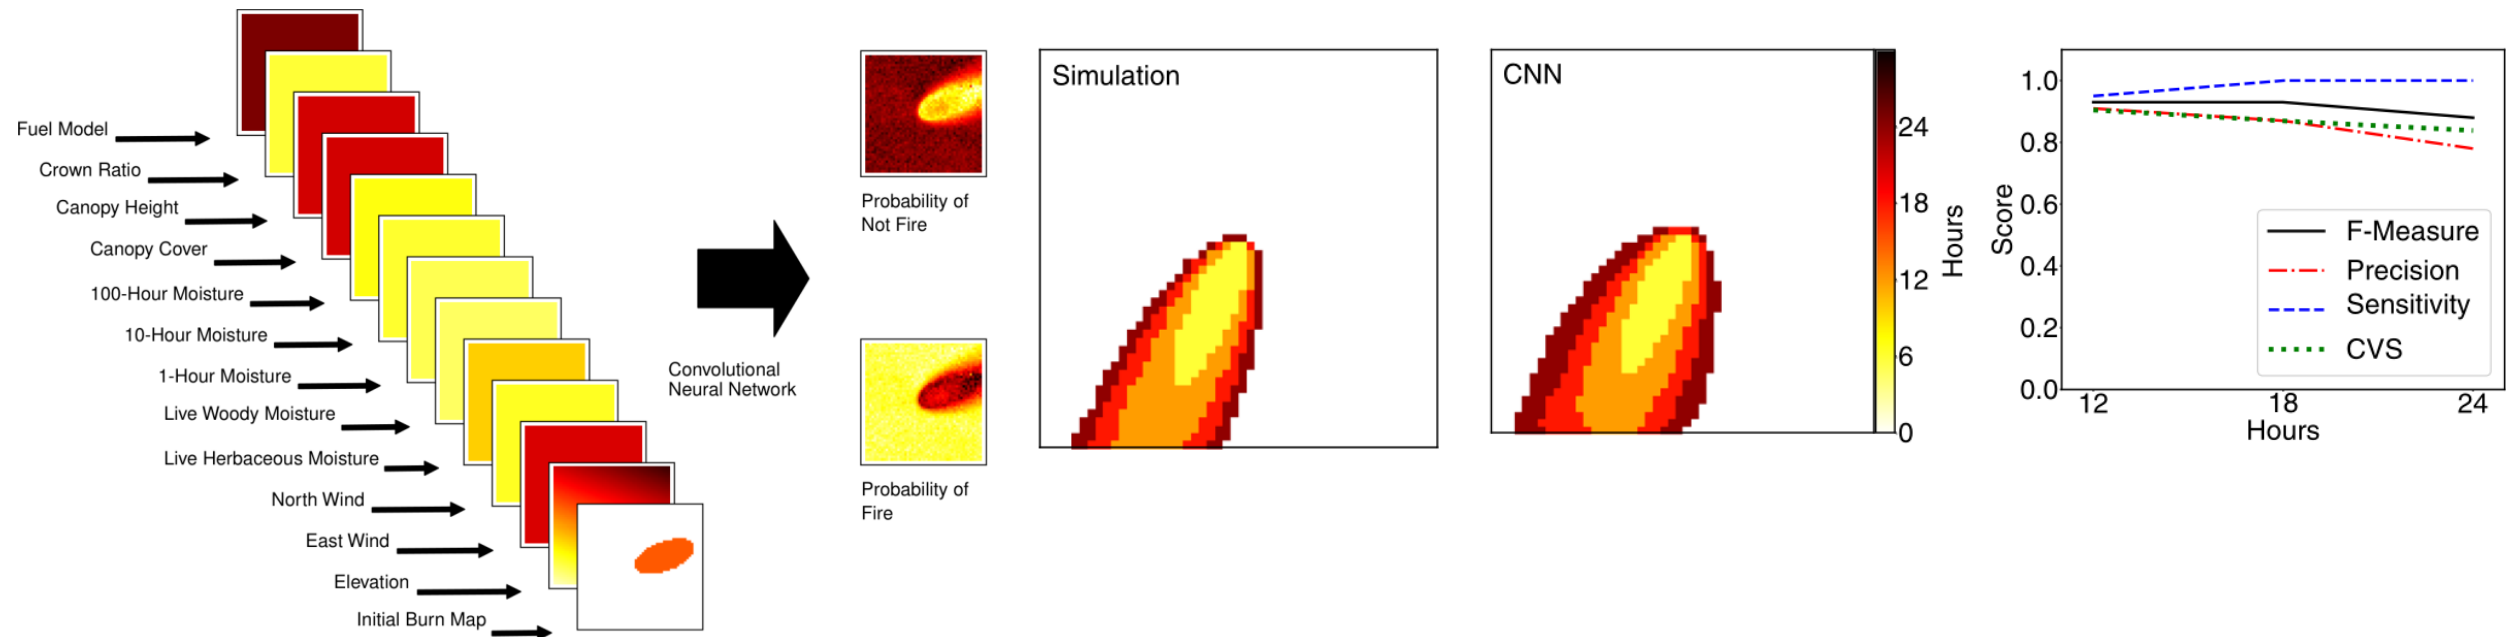 Fuel Model
Crown Ratio
Canopy Height
Canopy Cover
100-Hour Moisture
10-Hour Moisture
1-Hour Moisture
Live Woody Moisture
Live Herbaceous Moisture
North Wind
East Wind
Elevation
Initial Burn Map
Convolutional
Neural Network
Probability of
Not Fire
Probability of
Fire
Simulation
CNN
24
18
12
6
0
Hours
1.0
0.8
0.6
0.4
0.2
0.0
Score
F-Measure
Precision
Sensitivity
CVS
12
18
24
Hours